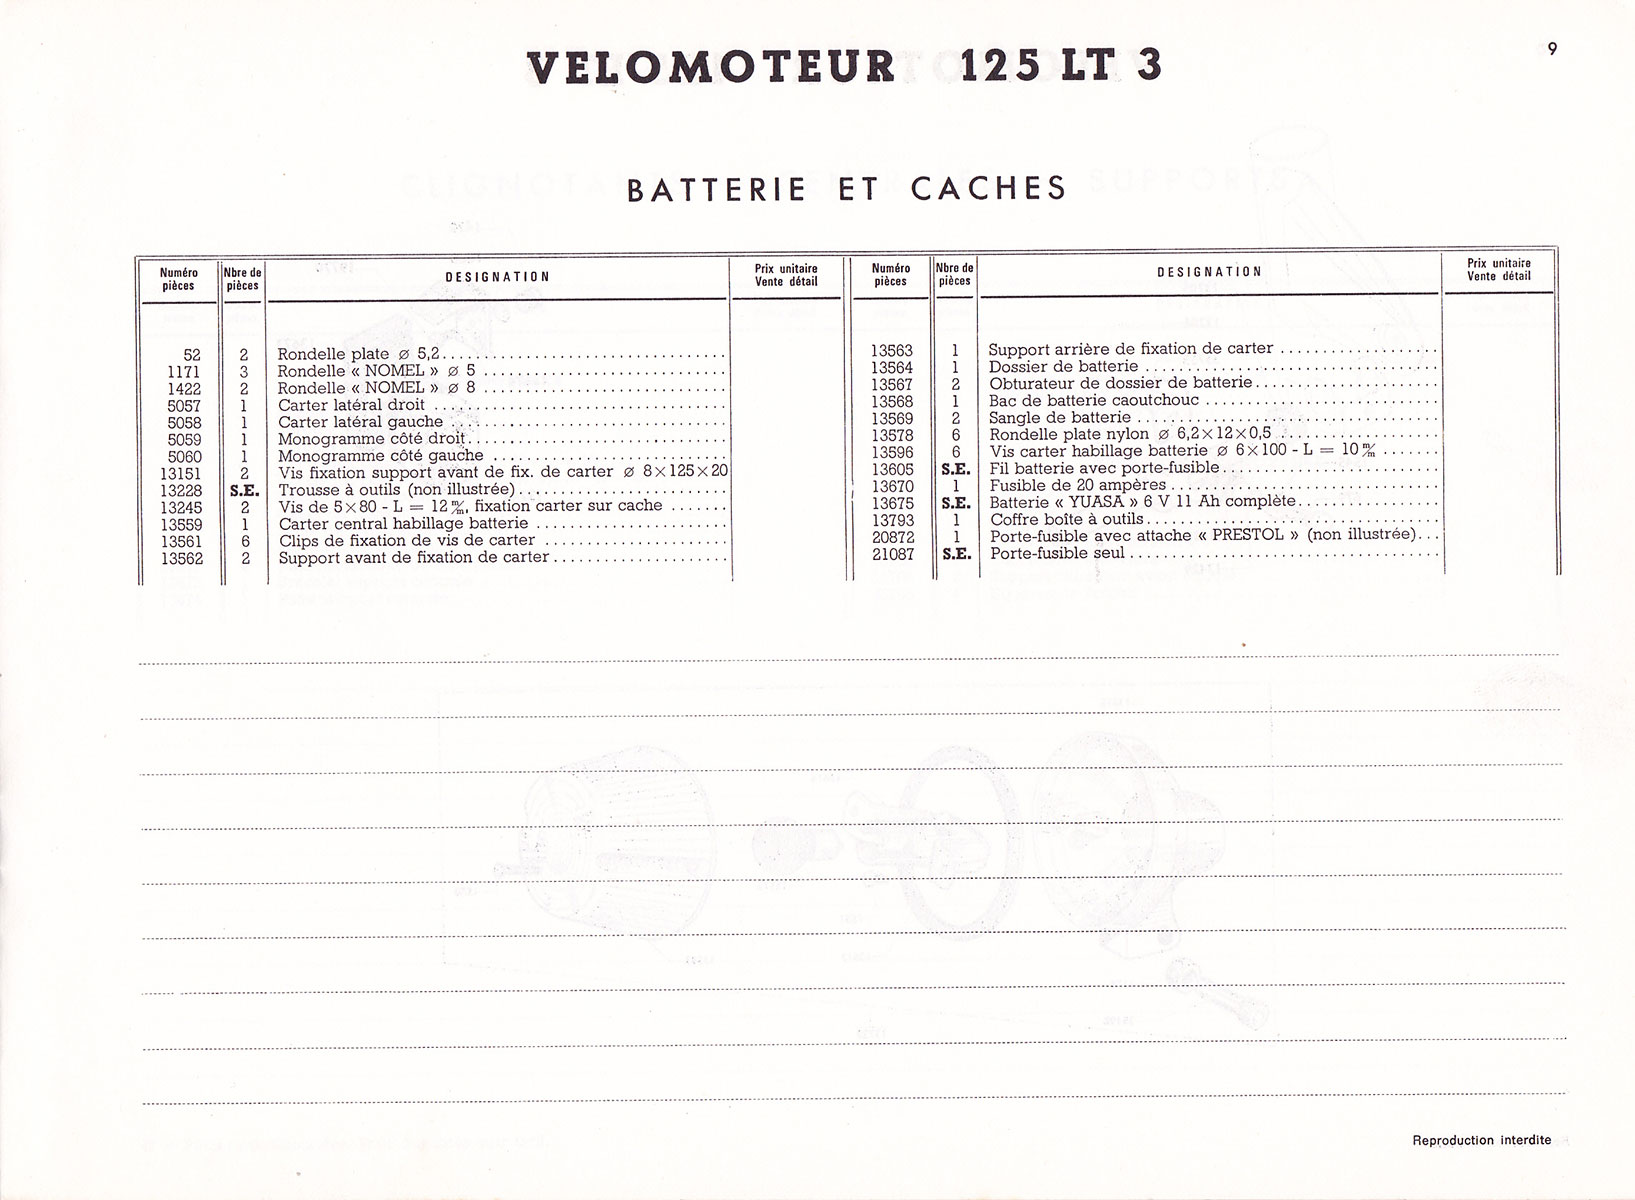 9
VELOMOTEUR 125 LT 3
BATTERIE ET CACHES
Numéro pièces Nbre de pièces DESIGNATION Prix unitaire Vente détail
52 2 Rondelle plate ø 5,2
1171 3 Rondelle « NOMEL » ø 5
1422 2 Rondelle « NOMEL » ø 8
5057 1 Carter latéral droit
5058 1 Carter latéral gauche
5059 1 Monogramme côté droit
5060 1 Monogramme côté gauche
13151 2 Vis fixation support avant de fix. de carter ø 8×125×20
13228 S.E. Trousse à outils (non illustrée)
13245 2 Vis de 5×80 - L = 12 m/m, fixation carter sur cache
13559 1 Carter central habillage batterie
13561 6 Clips de fixation de vis de carter
13562 2 Support avant de fixation de carter
Numéro pièces Nbre de pièces DESIGNATION Prix unitaire Vente détail
13563 1 Support arrière de fixation de carter
13564 1 Dossier de batterie
13567 2 Obturateur de dossier de batterie
13568 1 Bac de batterie caoutchouc
13569 2 Sangle de batterie
13578 6 Rondelle plate nylon ø 6,2×12×0,5
13596 6 Vis carter habillage batterie ø 6×100 - L = 10 m/m
13605 S.E. Fil batterie avec porte-fusible
13670 1 Fusible de 20 ampères
13675 S.E. Batterie « YUASA » 6 V 11 Ah complète
13793 1 Coffre boîte à outils
20872 1 Porte-fusible avec attache « PRESTOL » (non illustrée)
21087 S.E. Porte-fusible seul
Reproduction interdite